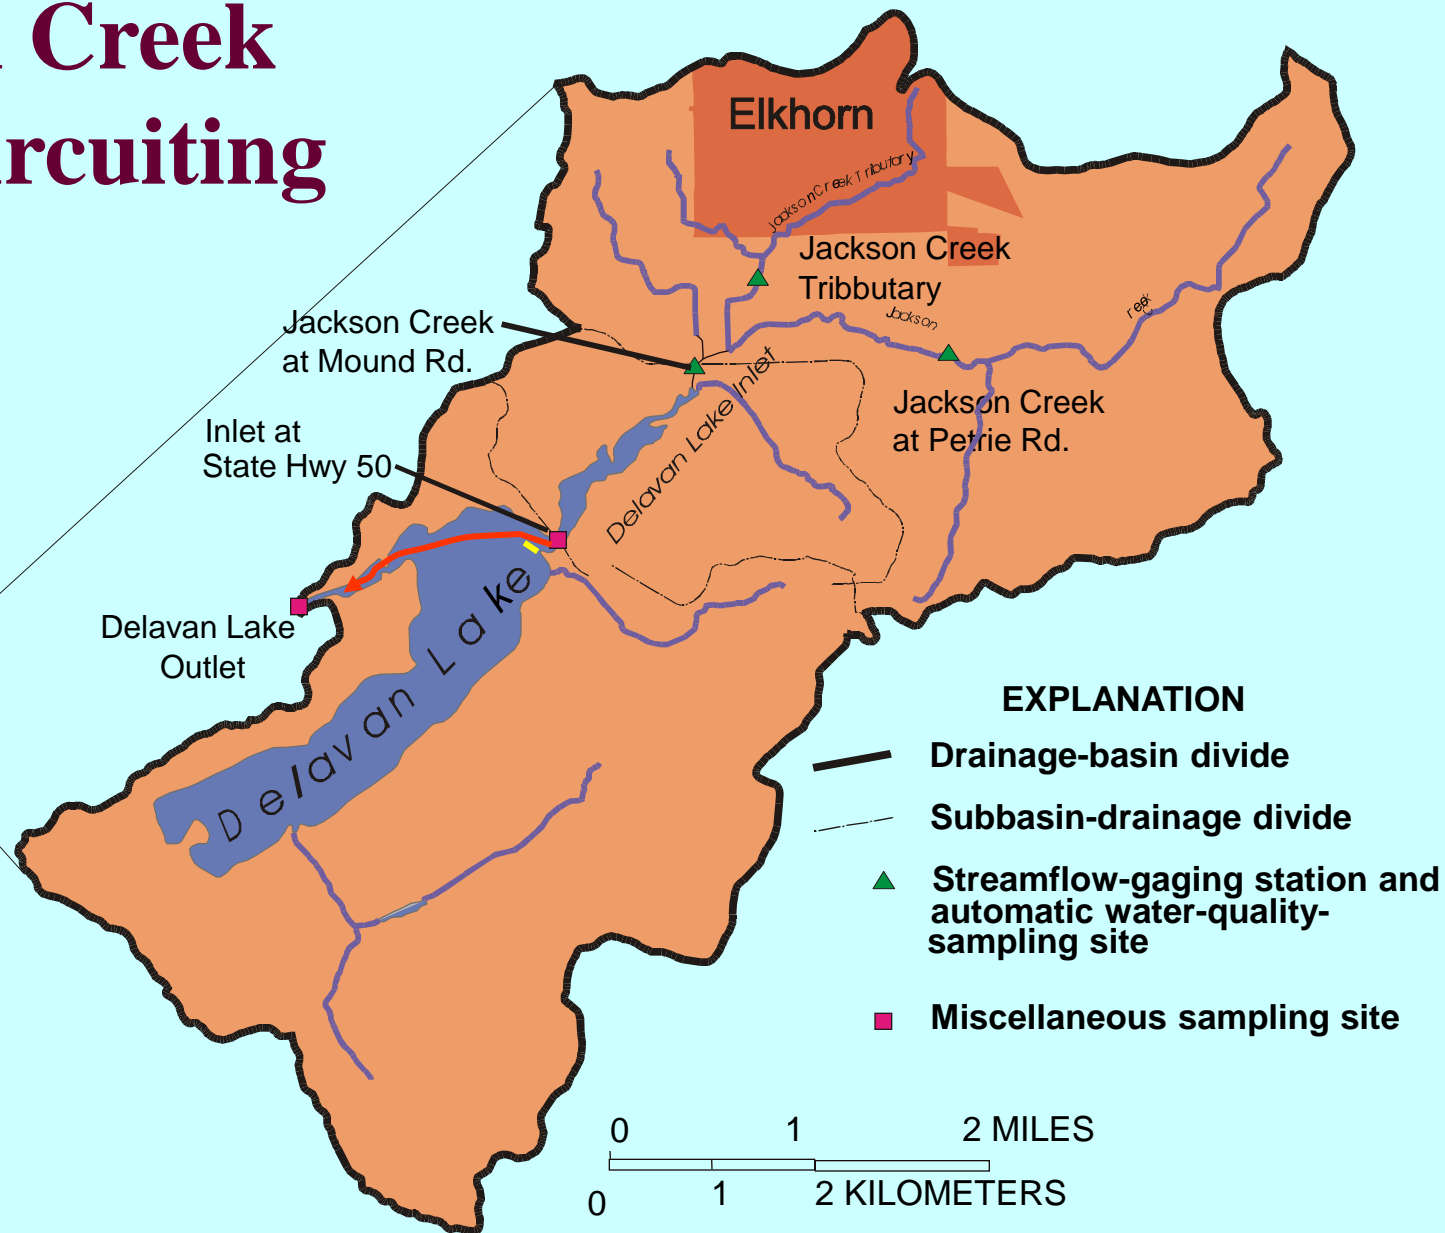 Creek
rcuiting
Elkhorn
Jackson Creek Tributary
Jackson Creek
Tribbutary
Jackson
reek
C
Jackson Creek
at Mound Rd.
Delavan Lake Inlet
Jackson Creek
at Petrie Rd.
Inlet at
State Hwy 50
Delavan Lake
Outlet
Delavan Lake
EXPLANATION
Drainage-basin divide
Subbasin-drainage divide
Streamflow-gaging station and
automatic water-quality-
sampling site
Miscellaneous sampling site
0 1 2 MILES
0 1 2 KILOMETERS